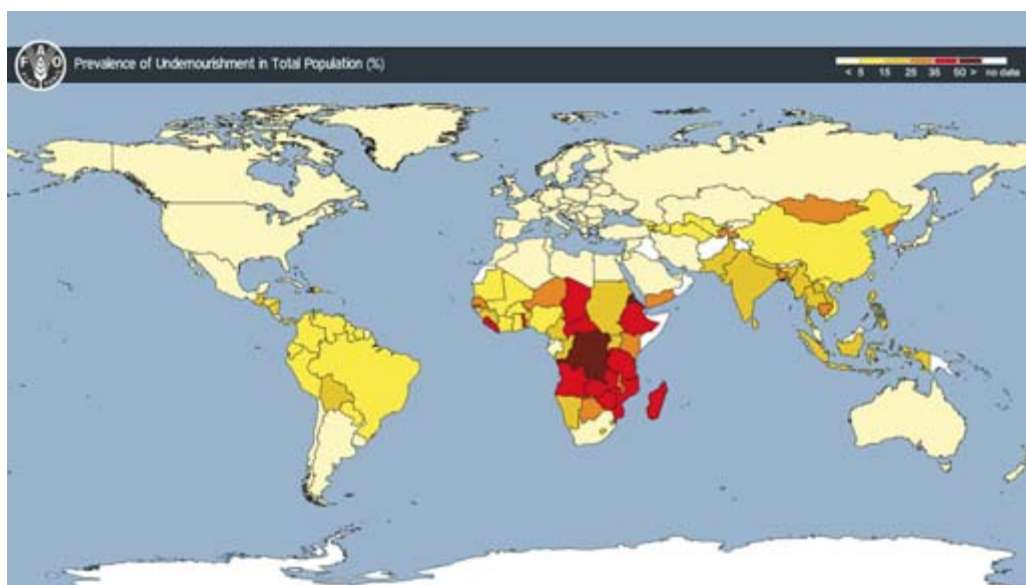 FAO
Prevalence of Undernourishment in Total Population (%)
< 5 15 25 35 50 > no data